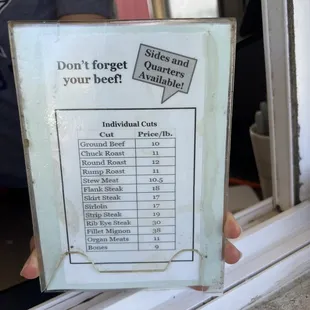 Don't forget
your beef!
Sides and
Quarters
Available!
Individual Cuts
Cut Price/lb.
Ground Beef 10
Chuck Roast 11
Round Roast 12
Rump Roast 11
Stew Meat 10.5
Flank Steak 18
Skirt Steak 17
Sirloin 17
Strip Steak 19
Rib Eye Steak 30
Fillet Mignon 38
Organ Meats 11
Bones 9